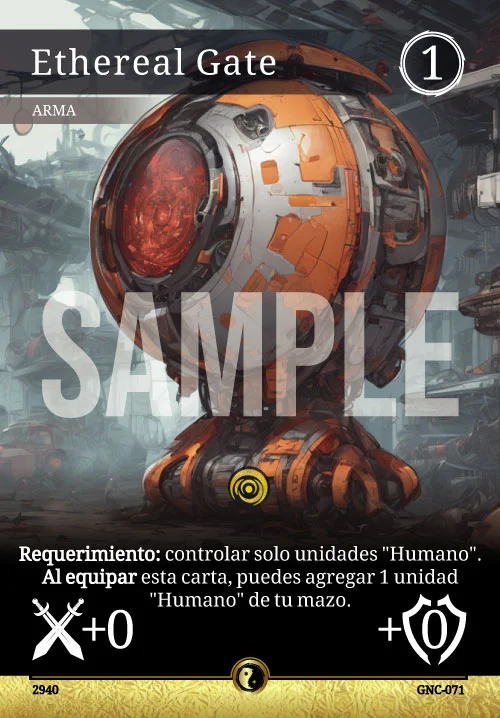 Ethereal Gate
1
ARMA
SAMPLE
Requerimiento: controlar solo unidades "Humano".
Al equipar esta carta, puedes agregar 1 unidad
"Humano" de tu mazo.
+0
+0
2940
GNC-071